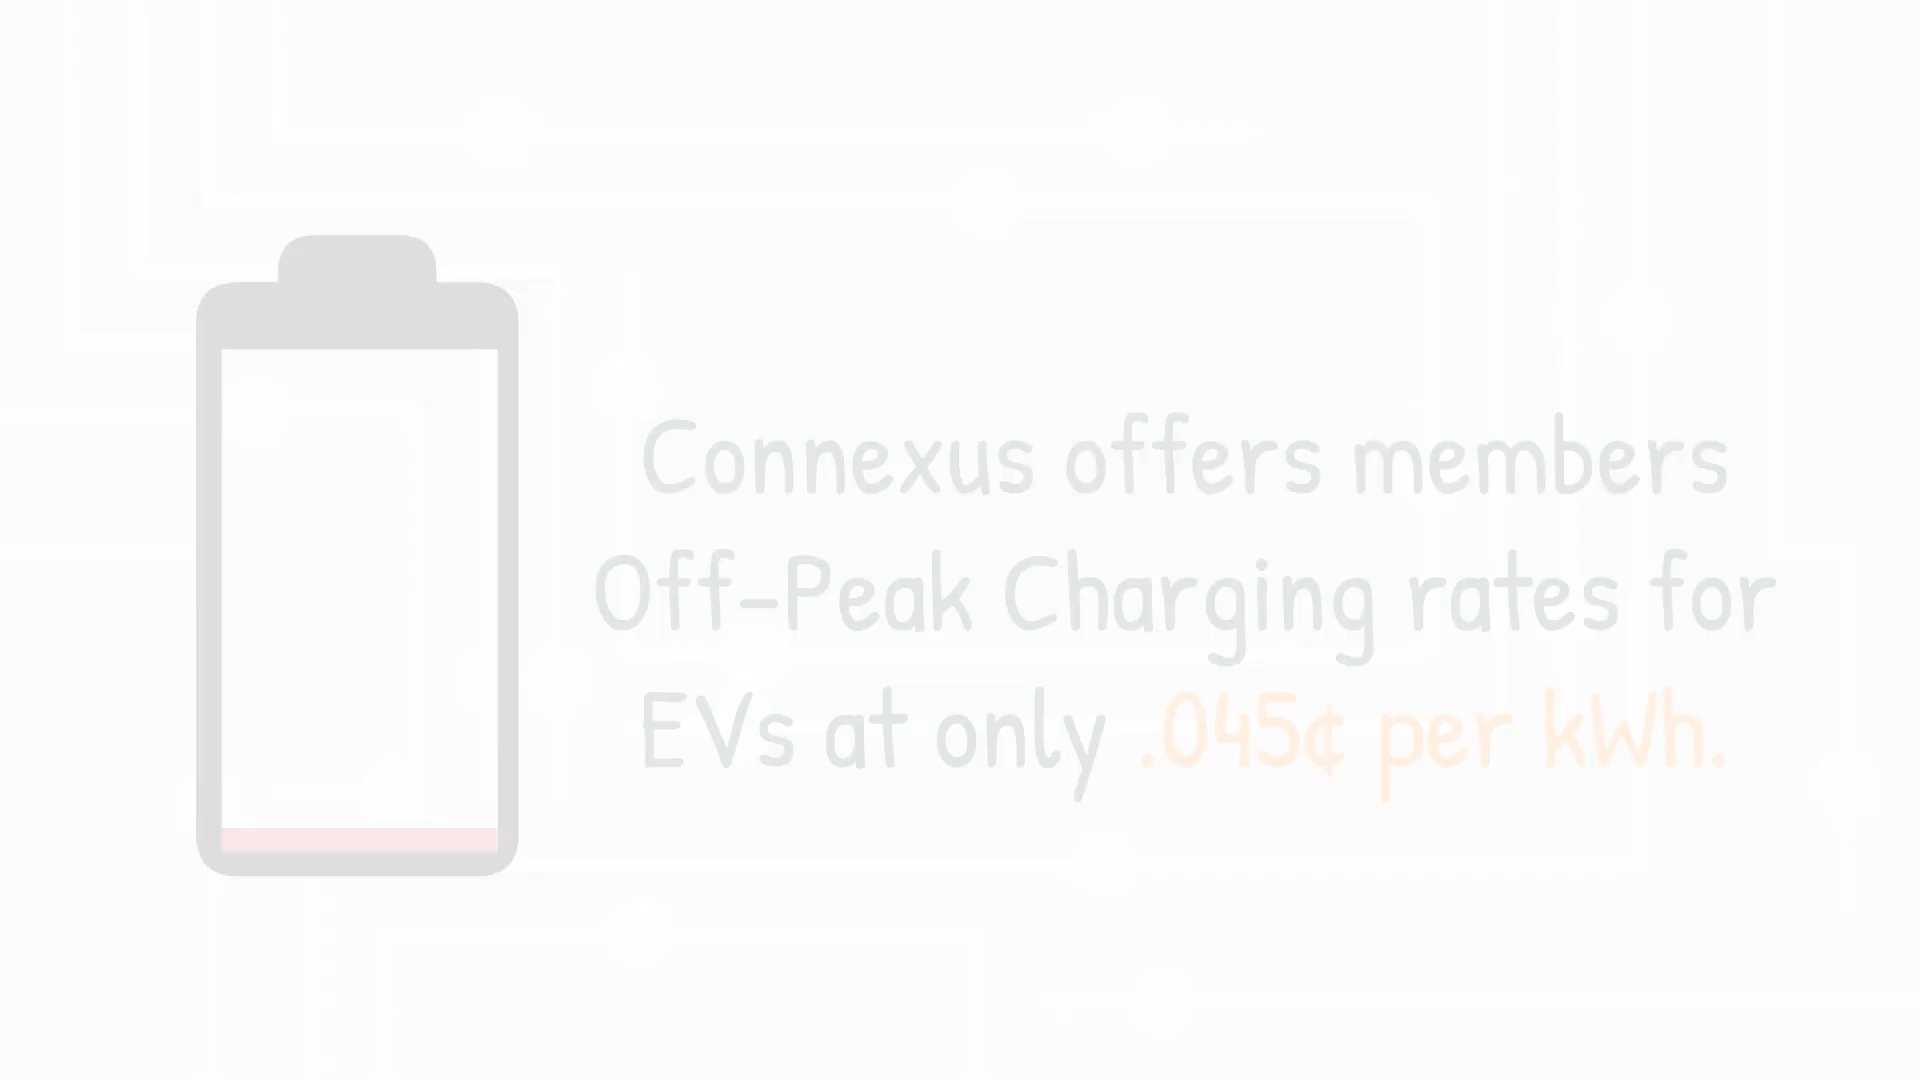 Connexus offers members
Off-Peak Charging rates for
EVs at only .045¢ per kWh.